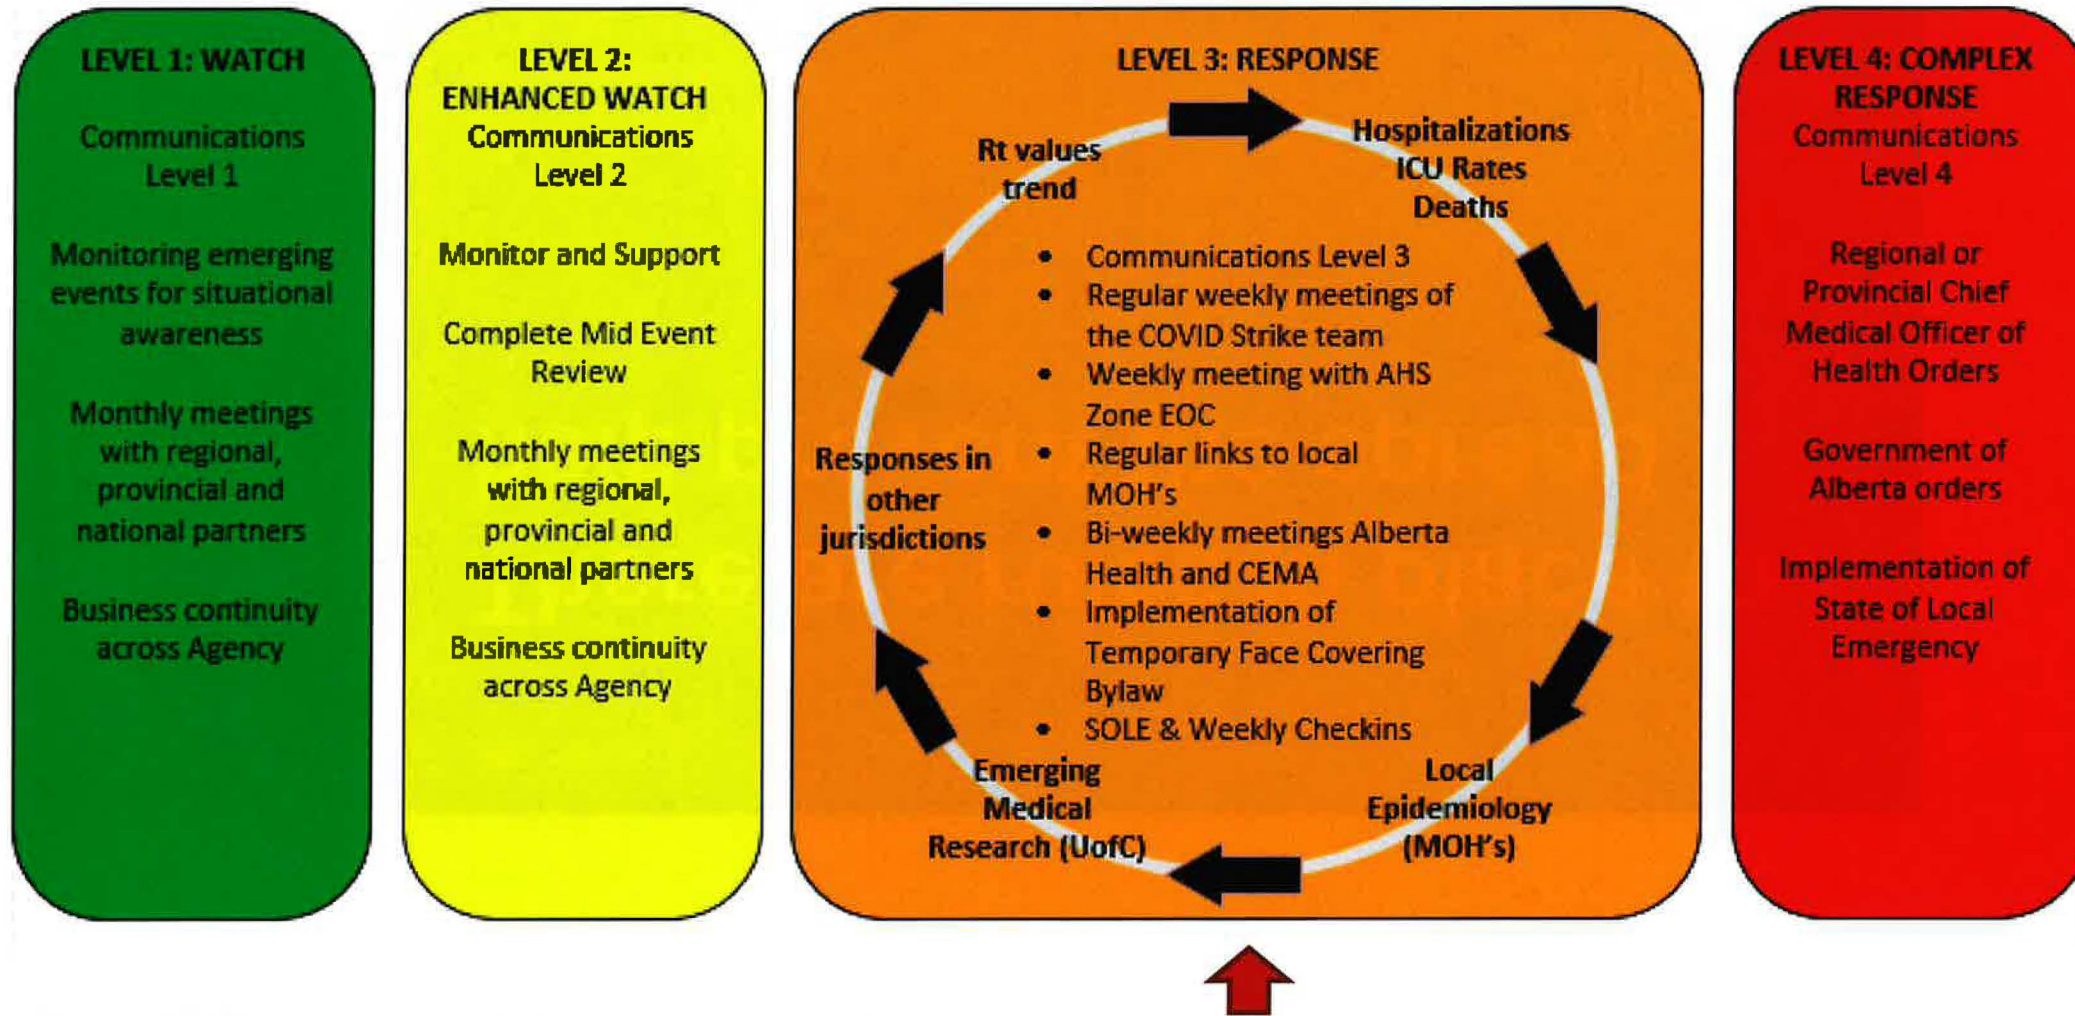 LEVEL 1: WATCH
Communications
Level 1
Monitoring emerging
events for situational
awareness
Monthly meetings
with regional,
provincial and
national partners
Business continuity
across Agency
LEVEL 2:
ENHANCED WATCH
Communications
Level 2
Monitor and Support
Complete Mid Event
Review
Monthly meetings
with regional,
provincial and
national partners
Business continuity
across Agency
LEVEL 3: RESPONSE
Rt values
trend
Hospitalizations
ICU Rates
Deaths
• Communications Level 3
• Regular weekly meetings of
the COVID Strike team
• Weekly meeting with AHS
Zone EOC
• Regular links to local
MOH's
• Bi-weekly meetings Alberta
Health and CEMA
• Implementation of
Temporary Face Covering
Bylaw
• SOLE & Weekly Checkins
Responses in
other
jurisdictions
Emerging
Medical
Research (UofC)
Local
Epidemiology
(MOH's)
LEVEL 4: COMPLEX
RESPONSE
Communications
Level 4
Regional or
Provincial Chief
Medical Officer of
Health Orders
Government of
Alberta orders
Implementation of
State of Local
Emergency